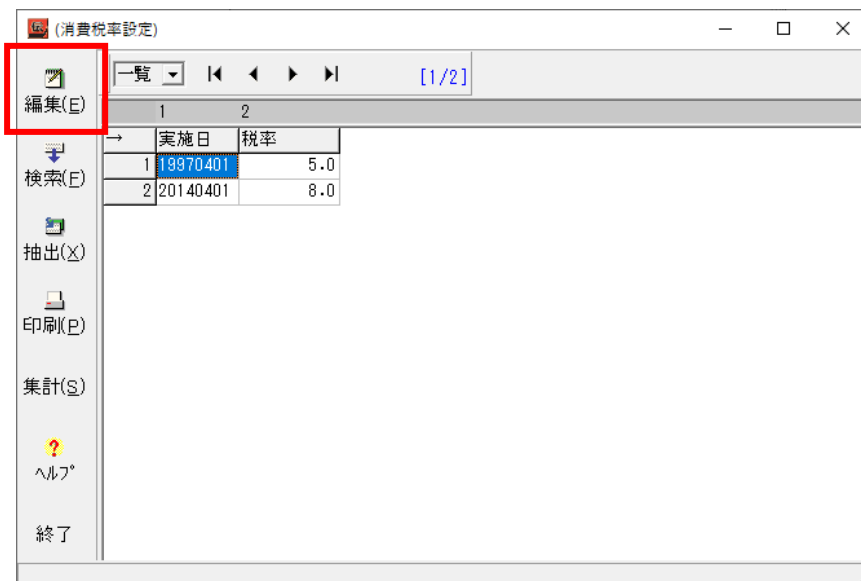 (消費税率設定)
編集(E)
一覧
[1/2]
1 2
→ 実施日 税率
1 19970401 5.0
2 20140401 8.0
検索(F)
抽出(X)
印刷(P)
集計(S)
?
ﾍﾙﾌﾟ
終了